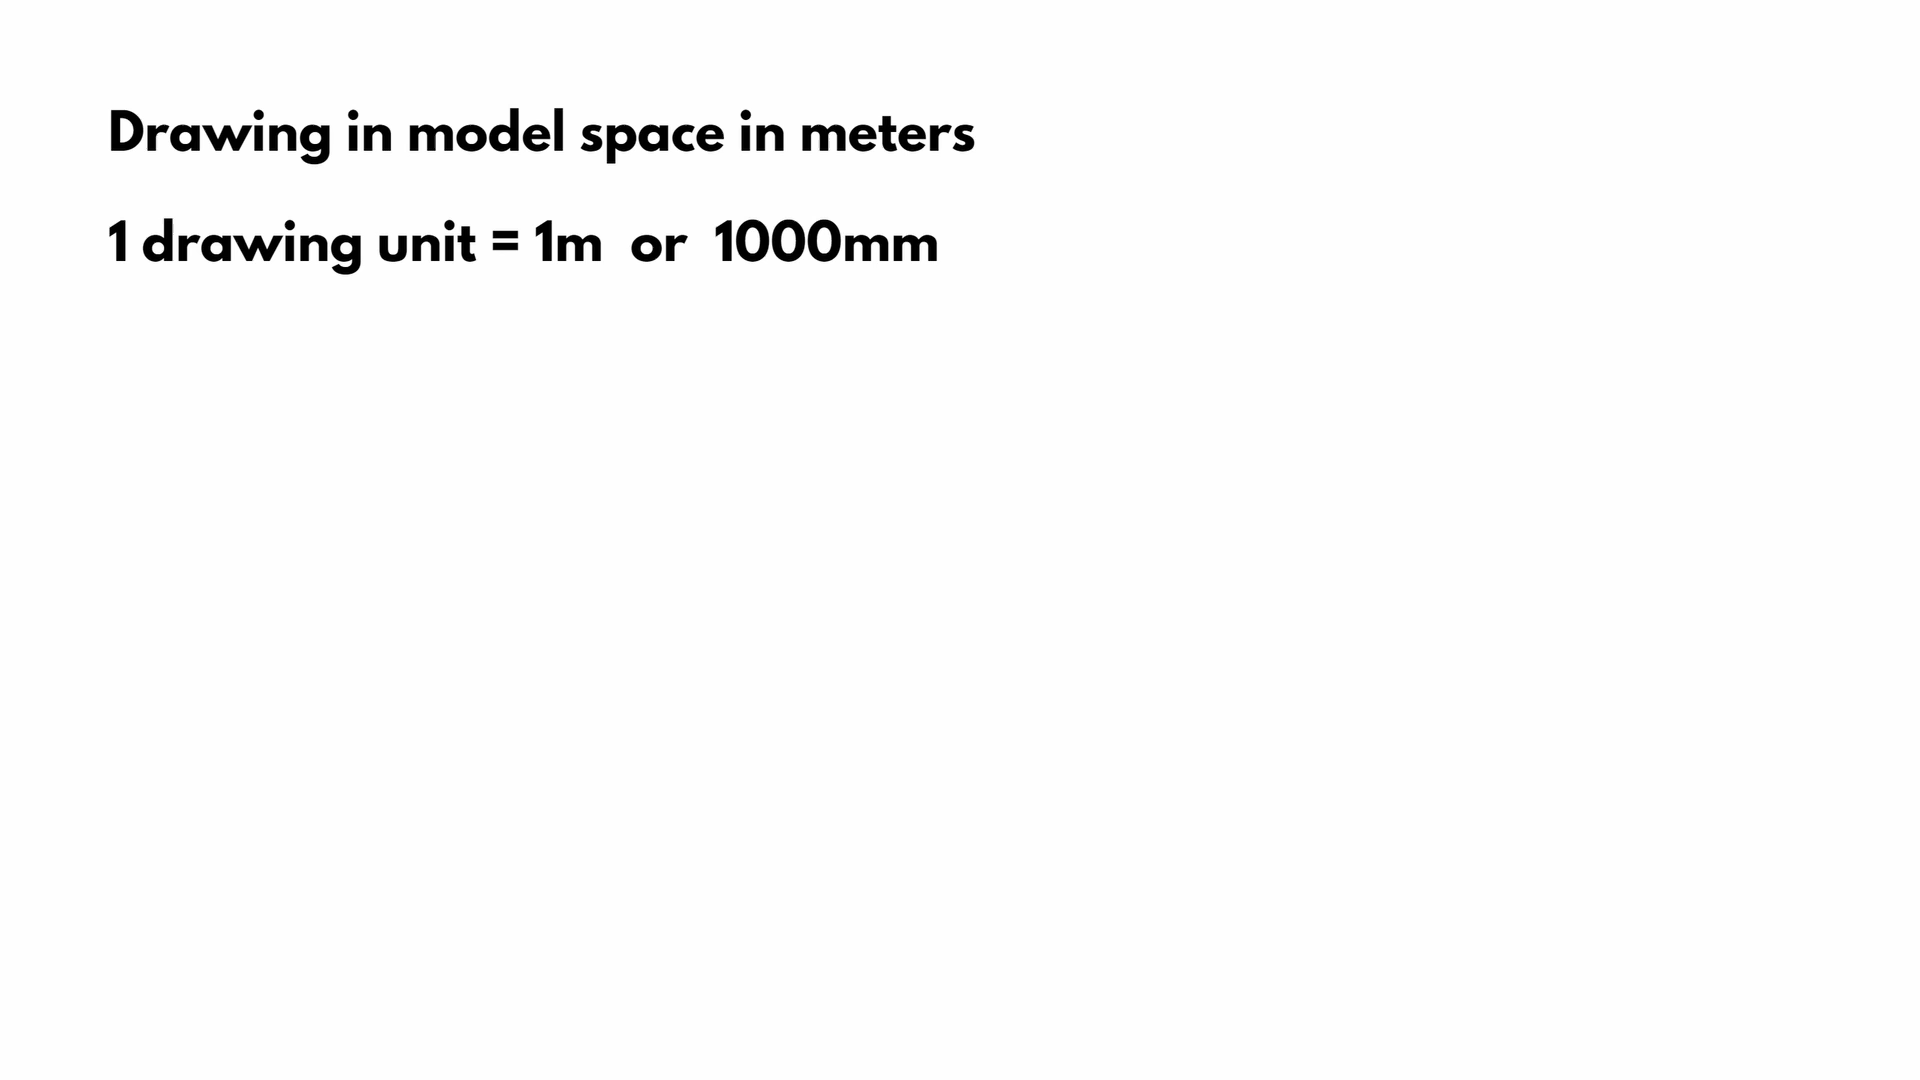 Drawing in model space in meters
1 drawing unit = 1m or 1000mm